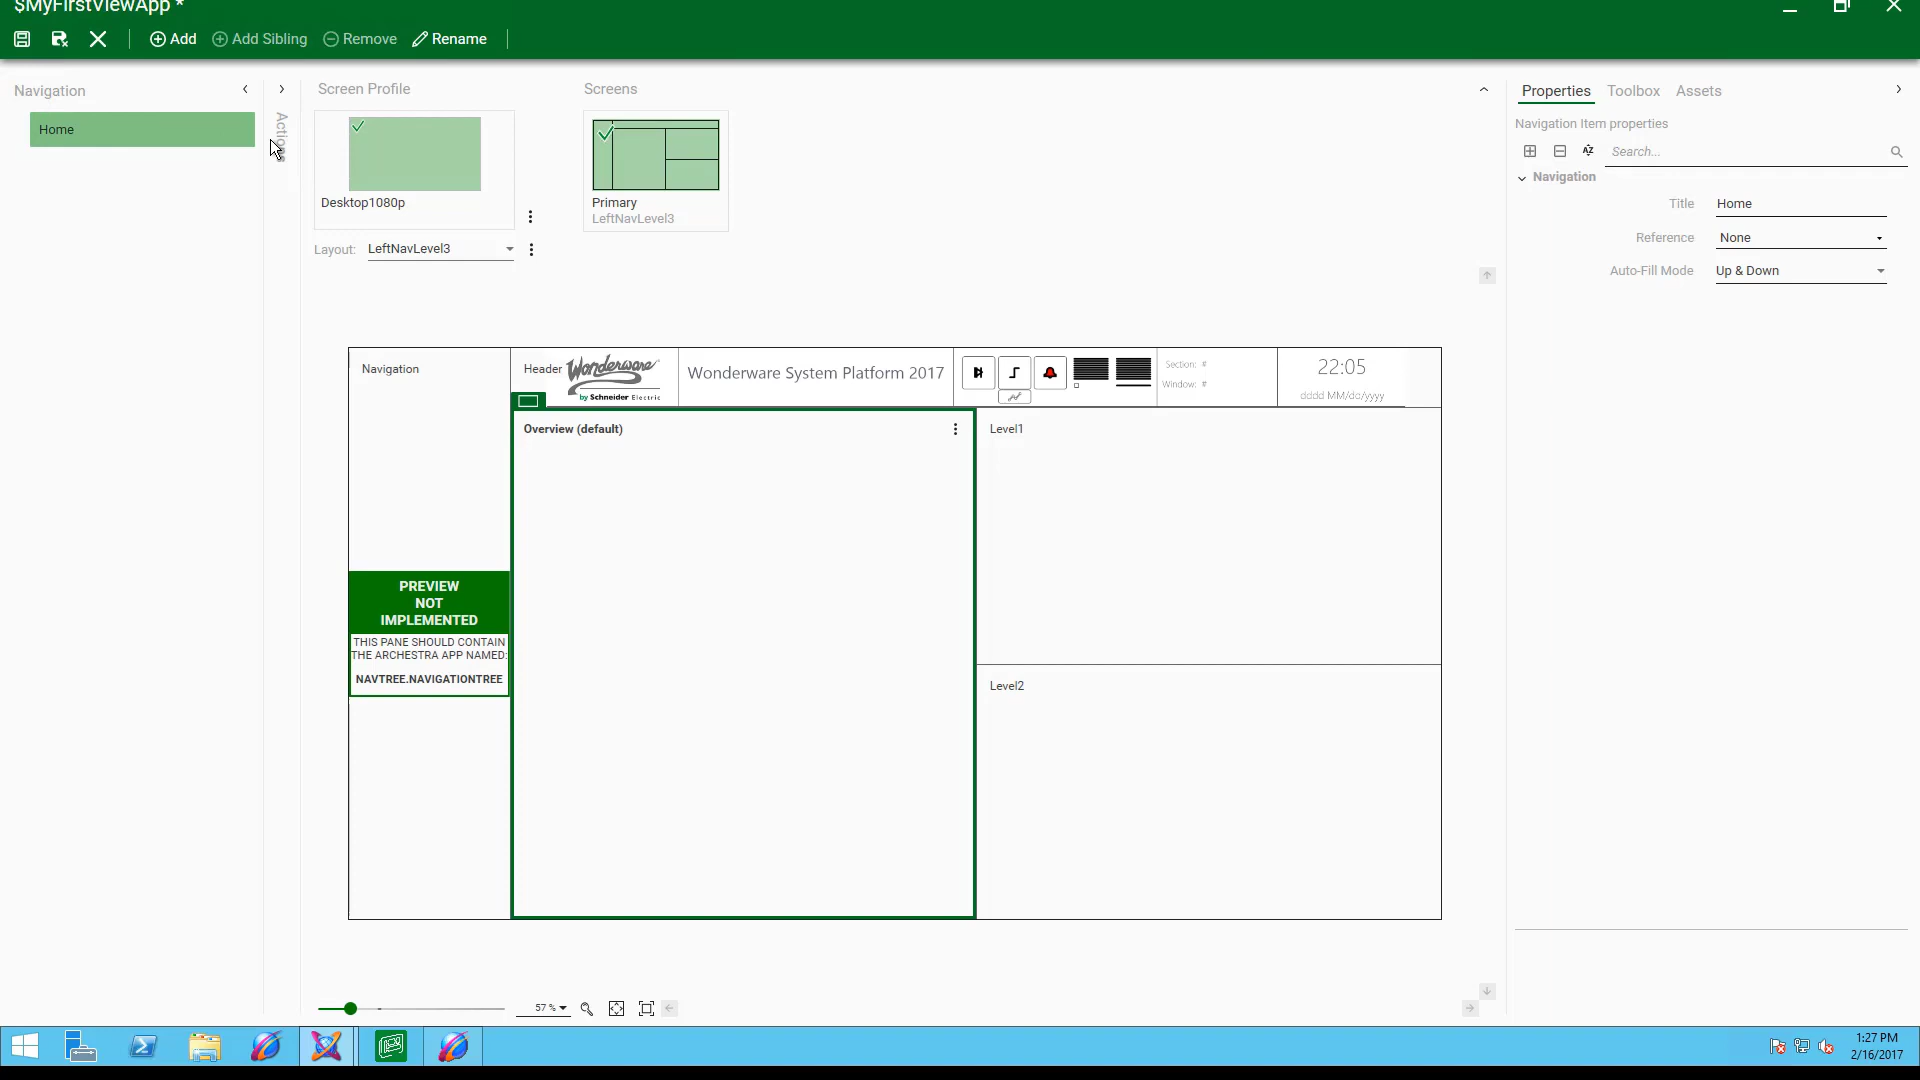 $MyFirstViewApp *
Add
Add Sibling
Remove
Rename
Navigation
Home
Actions
Screen Profile
Desktop1080p
Layout: LeftNavLevel3
Screens
Primary
LeftNavLevel3
Properties
Toolbox
Assets
Navigation Item properties
Search...
Navigation
Title Home
Reference None
Auto-Fill Mode Up & Down
Navigation
Header
Wonderware
by Schneider Electric
Wonderware System Platform 2017
Section: #
Window: #
22:05
dddd MM/dd/yyyy
Overview (default)
Level1
PREVIEW
NOT
IMPLEMENTED
THIS PANE SHOULD CONTAIN
THE ARCHESTRA APP NAMED:
NAVTREE.NAVIGATIONTREE
Level2
57 %
1:27 PM
2/16/2017